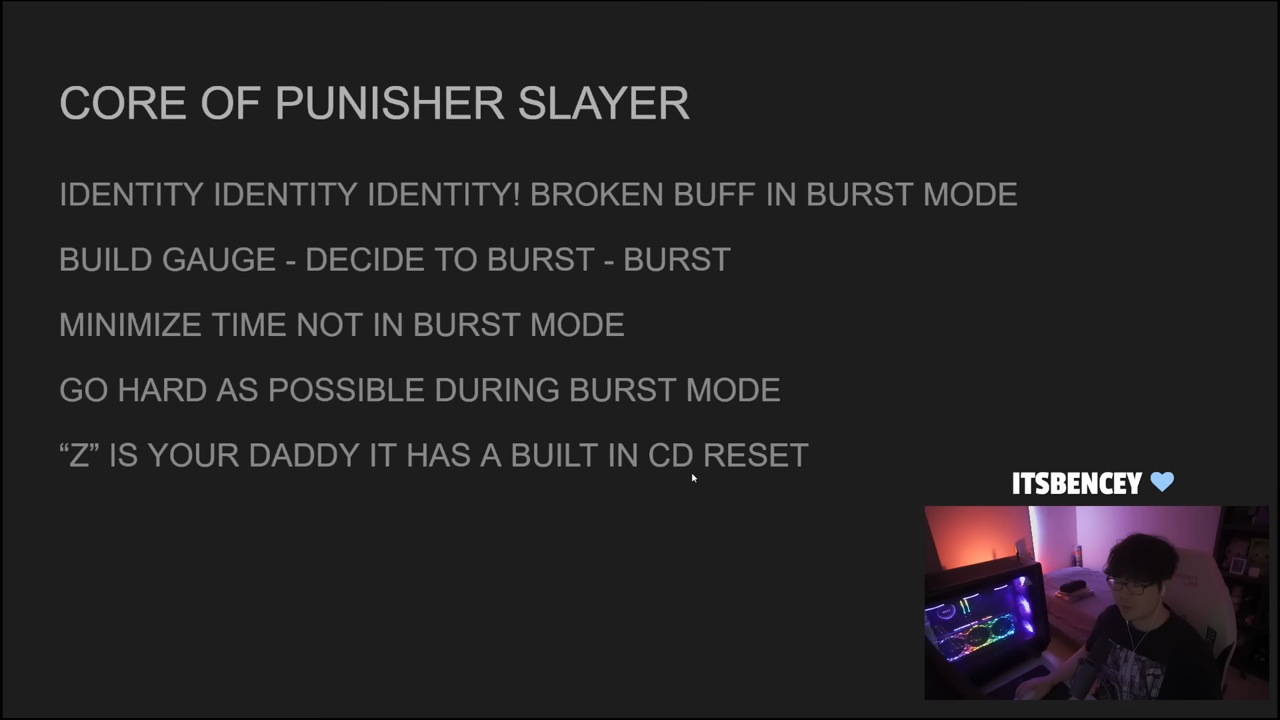 CORE OF PUNISHER SLAYER
IDENTITY IDENTITY IDENTITY! BROKEN BUFF IN BURST MODE
BUILD GAUGE - DECIDE TO BURST - BURST
MINIMIZE TIME NOT IN BURST MODE
GO HARD AS POSSIBLE DURING BURST MODE
“Z” IS YOUR DADDY IT HAS A BUILT IN CD RESET
ITSBENCEY